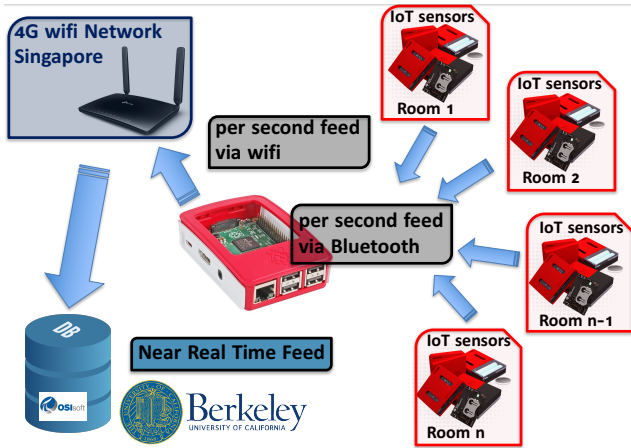 4G wifi Network
Singapore
IoT sensors
Room 1
IoT sensors
Room 2
per second feed
via wifi
per second feed
via Bluetooth
IoT sensors
Room n-1
IoT sensors
Room n
DB
OSIsoft
Near Real Time Feed
Berkeley
UNIVERSITY OF CALIFORNIA